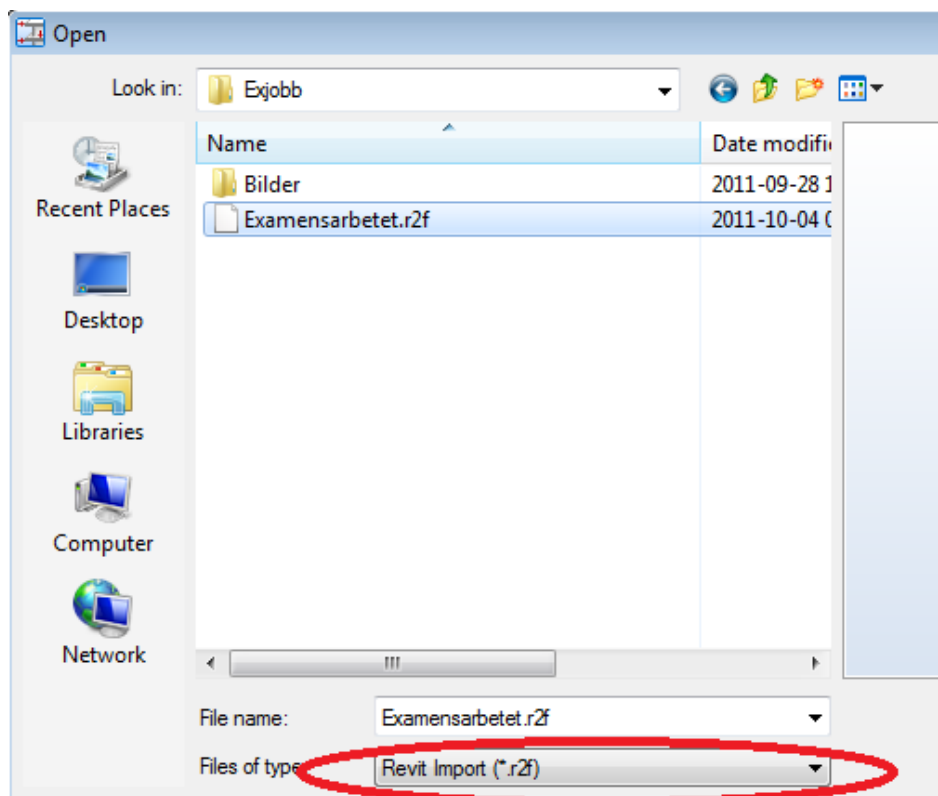 Open
Look in:
Exjobb
Name
Date modifi
Bilder
2011-09-28 1
Examensarbetet.r2f
2011-10-04 0
Recent Places
Desktop
Libraries
Computer
Network
File name:
Examensarbetet.r2f
Files of type
Revit Import (*.r2f)